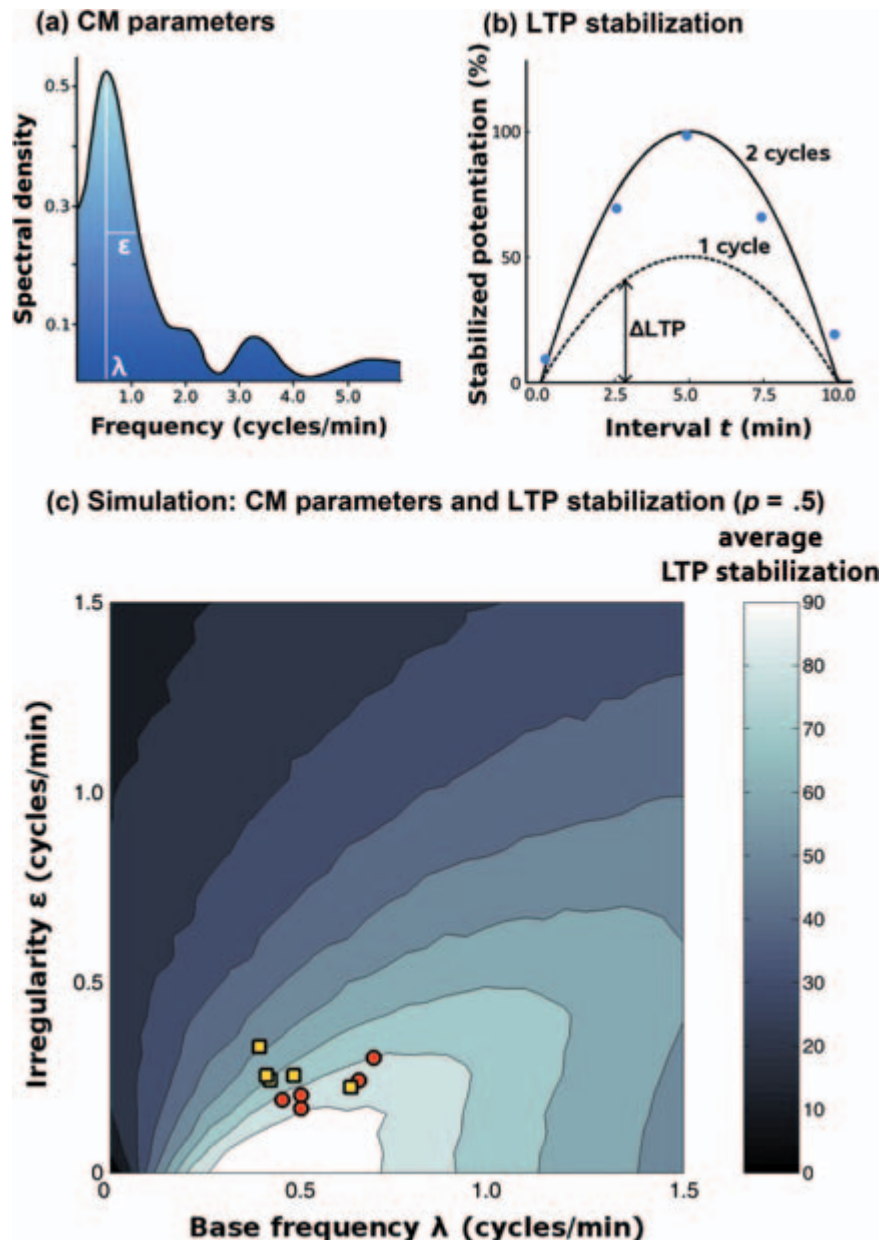 (a) CM parameters
Spectral density
0.5
0.3
0.1
ε
λ
1.0 2.0 3.0 4.0 5.0
Frequency (cycles/min)
(b) LTP stabilization
Stabilized potentiation (%)
100
50
0
2 cycles
1 cycle
ΔLTP
0.0 2.5 5.0 7.5 10.0
Interval t (min)
(c) Simulation: CM parameters and LTP stabilization (p = .5)
average
LTP stabilization
Irregularity ε (cycles/min)
1.5
1.0
0.5
0
0 0.5 1.0 1.5
Base frequency λ (cycles/min)
90
80
70
60
50
40
30
20
10
0